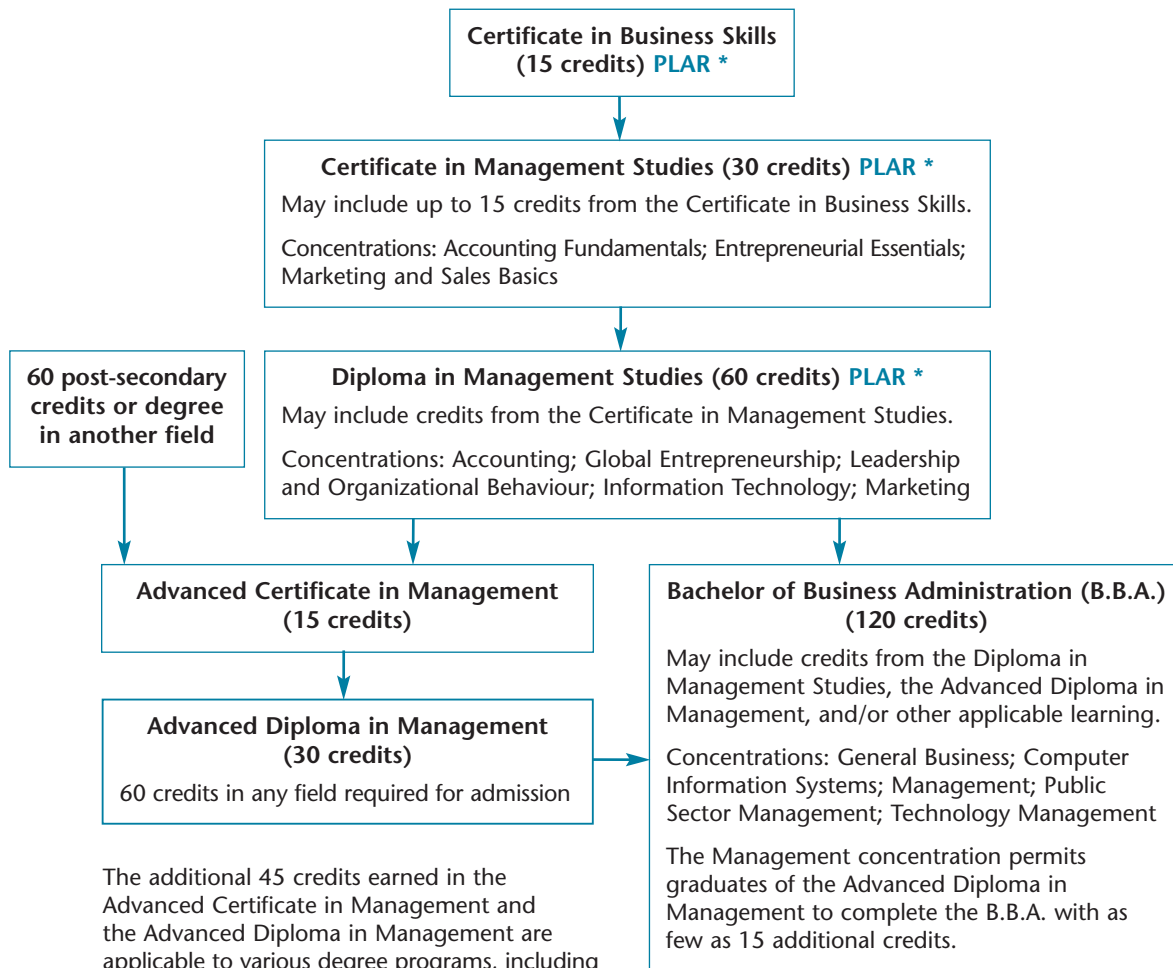 Certificate in Business Skills
(15 credits) PLAR *
Certificate in Management Studies (30 credits) PLAR *
May include up to 15 credits from the Certificate in Business Skills.
Concentrations: Accounting Fundamentals; Entrepreneurial Essentials;
Marketing and Sales Basics
60 post-secondary
credits or degree
in another field
Diploma in Management Studies (60 credits) PLAR *
May include credits from the Certificate in Management Studies.
Concentrations: Accounting; Global Entrepreneurship; Leadership
and Organizational Behaviour; Information Technology; Marketing
Advanced Certificate in Management
(15 credits)
Advanced Diploma in Management
(30 credits)
60 credits in any field required for admission
Bachelor of Business Administration (B.B.A.)
(120 credits)
May include credits from the Diploma in
Management Studies, the Advanced Diploma in
Management, and/or other applicable learning.
Concentrations: General Business; Computer
Information Systems; Management; Public
Sector Management; Technology Management
The Management concentration permits
graduates of the Advanced Diploma in
Management to complete the B.B.A. with as
few as 15 additional credits.
The additional 45 credits earned in the
Advanced Certificate in Management and
the Advanced Diploma in Management are
applicable to various degree programs, including